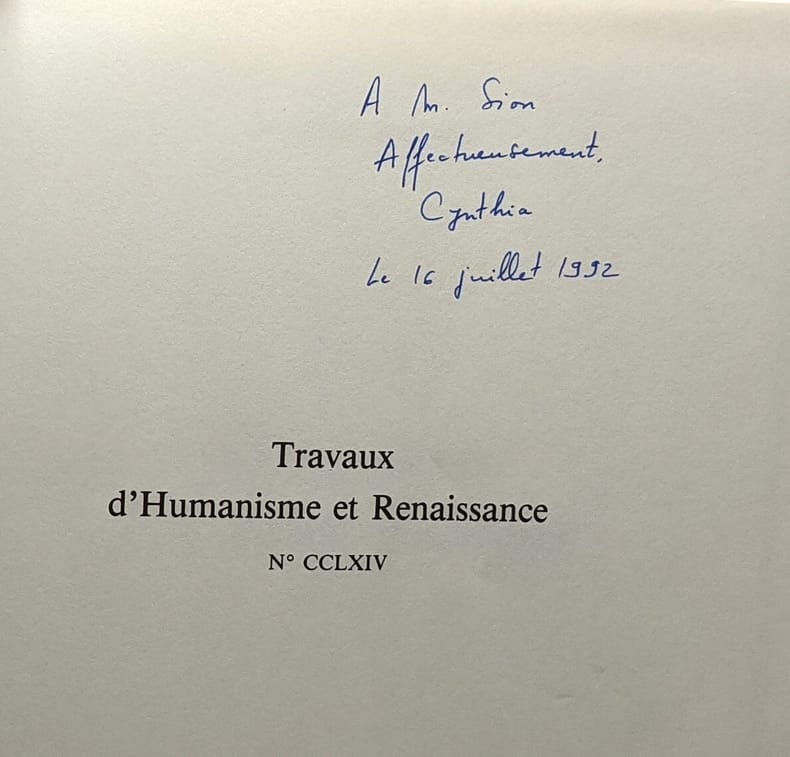 A M. Sion
Affectueusement,
Cynthia
Le 16 juillet 1992
Travaux
d'Humanisme et Renaissance
N° CCLXIV